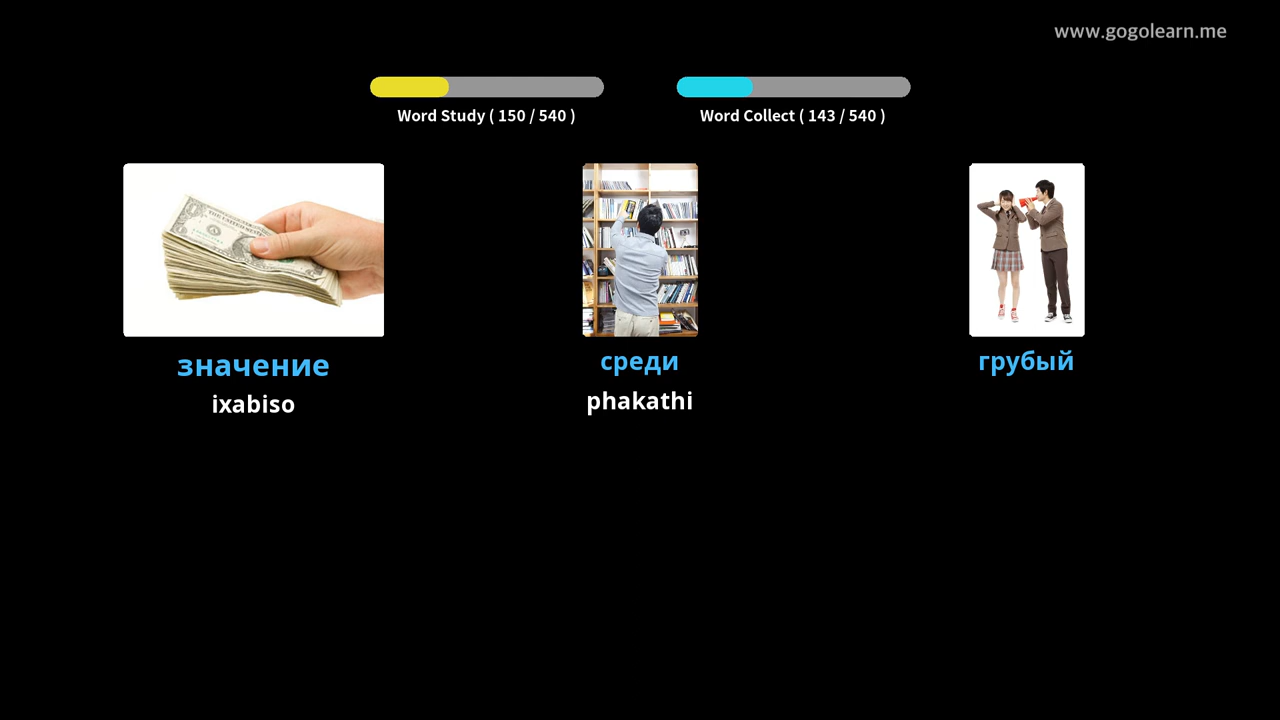 www.gogolearn.me
Word Study ( 150 / 540 )
Word Collect ( 143 / 540 )
значение
ixabiso
среди
phakathi
грубый